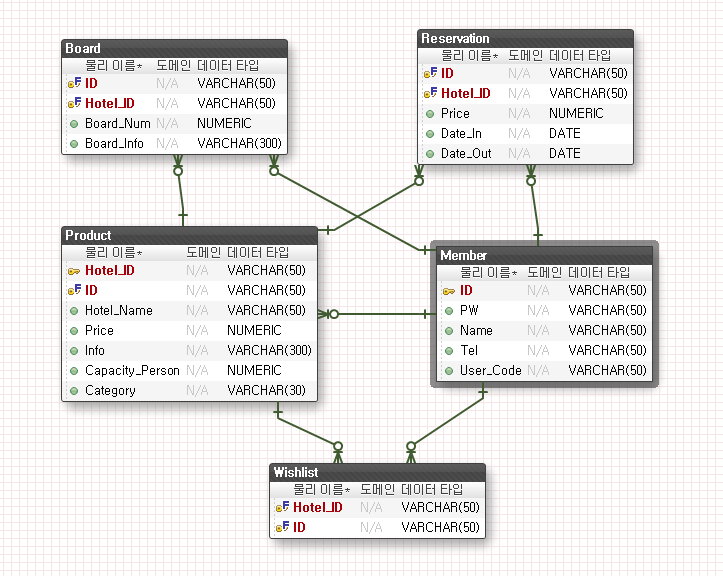 Board
물리 이름* 도메인 데이터 타입
ID N/A VARCHAR(50)
Hotel_ID N/A VARCHAR(50)
Board_Num N/A NUMERIC
Board_Info N/A VARCHAR(300)
Reservation
물리 이름* 도메인 데이터 타입
ID N/A VARCHAR(50)
Hotel_ID N/A VARCHAR(50)
Price N/A NUMERIC
Date_In N/A DATE
Date_Out N/A DATE
Product
물리 이름* 도메인 데이터 타입
Hotel_ID N/A VARCHAR(50)
ID N/A VARCHAR(50)
Hotel_Name N/A VARCHAR(50)
Price N/A NUMERIC
Info N/A VARCHAR(300)
Capacity_Person N/A NUMERIC
Category N/A VARCHAR(30)
Member
물리 이름* 도메인 데이터 타입
ID N/A VARCHAR(50)
PW N/A VARCHAR(50)
Name N/A VARCHAR(50)
Tel N/A VARCHAR(50)
User_Code N/A VARCHAR(50)
Wishlist
물리 이름* 도메인 데이터 타입
Hotel_ID N/A VARCHAR(50)
ID N/A VARCHAR(50)